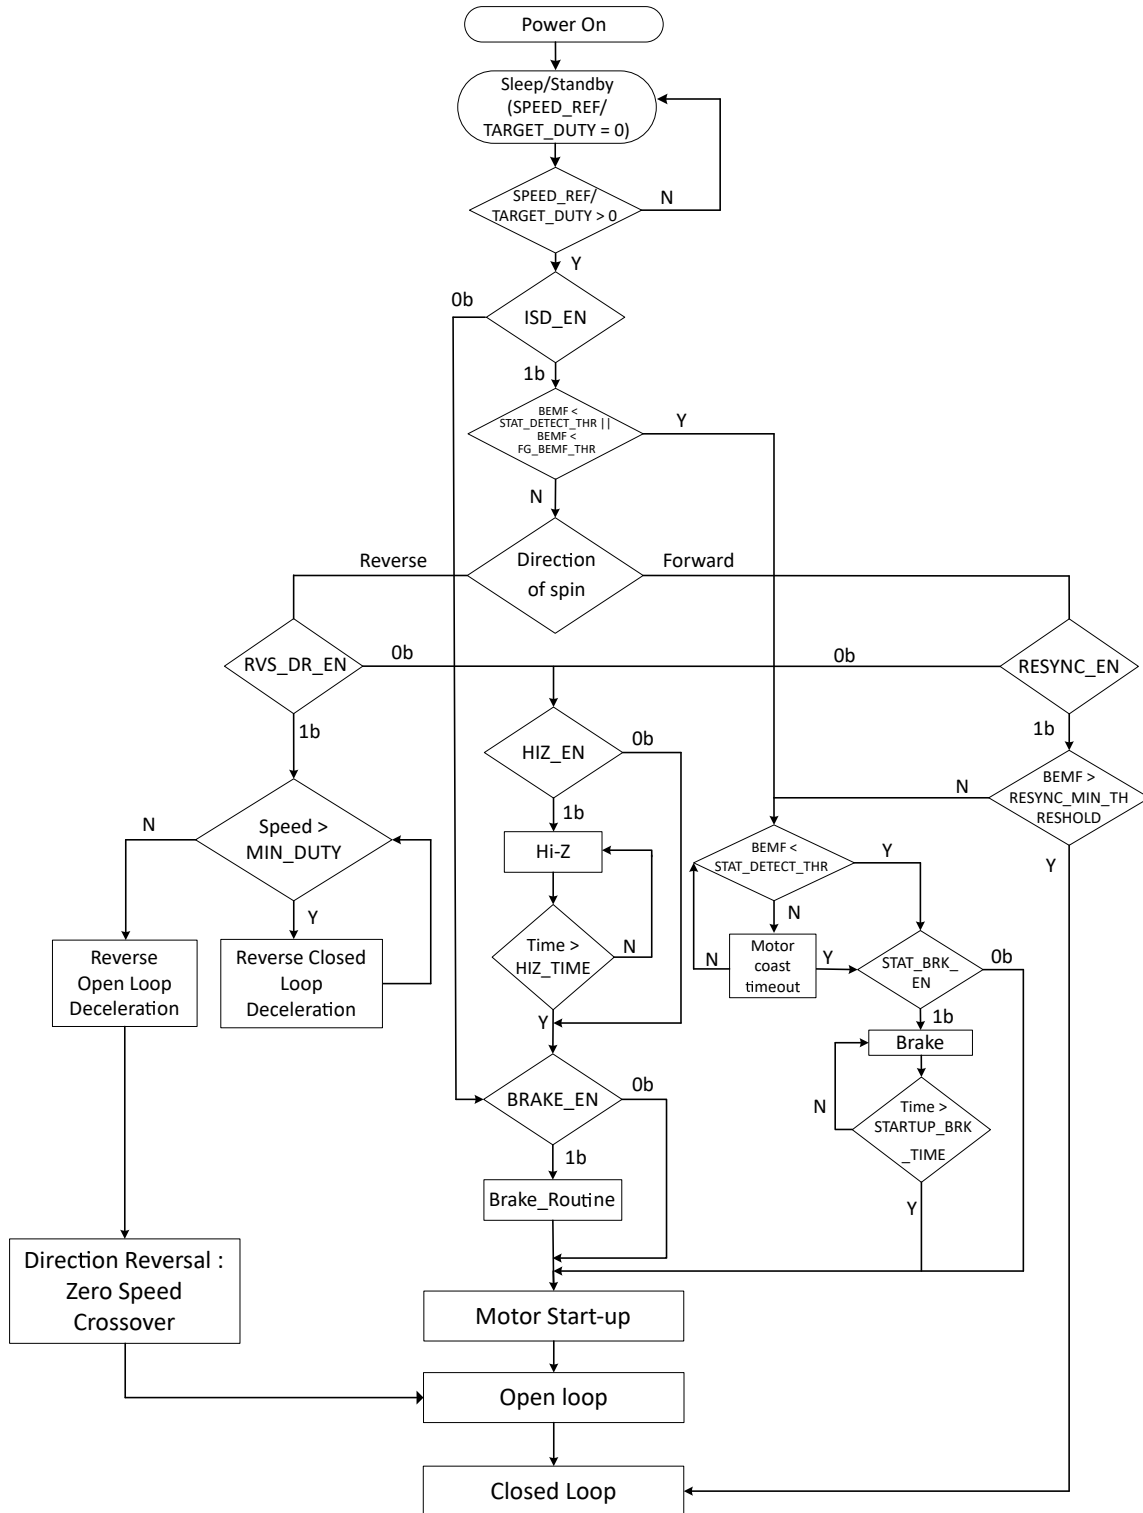 Power On
Sleep/Standby
(SPEED_REF/
TARGET_DUTY = 0)
SPEED_REF/
TARGET_DUTY > 0
N
Y
0b
ISD_EN
1b
BEMF <
STAT_DETECT_THR ||
BEMF <
FG_BEMF_THR
Y
N
Reverse
Direction
of spin
Forward
RVS_DR_EN
0b
0b
RESYNC_EN
1b
1b
HIZ_EN
0b
BEMF >
RESYNC_MIN_TH
RESHOLD
N
Y
N
Speed >
MIN_DUTY
Y
1b
Hi-Z
BEMF <
STAT_DETECT_THR
Y
N
Reverse
Open Loop
Deceleration
Reverse Closed
Loop
Deceleration
Time >
HIZ_TIME
N
Y
N
Motor
coast
timeout
Y
STAT_BRK_
EN
0b
1b
Brake
BRAKE_EN
0b
1b
N
Time >
STARTUP_BRK
_TIME
Y
Brake_Routine
Direction Reversal :
Zero Speed
Crossover
Motor Start-up
Open loop
Closed Loop